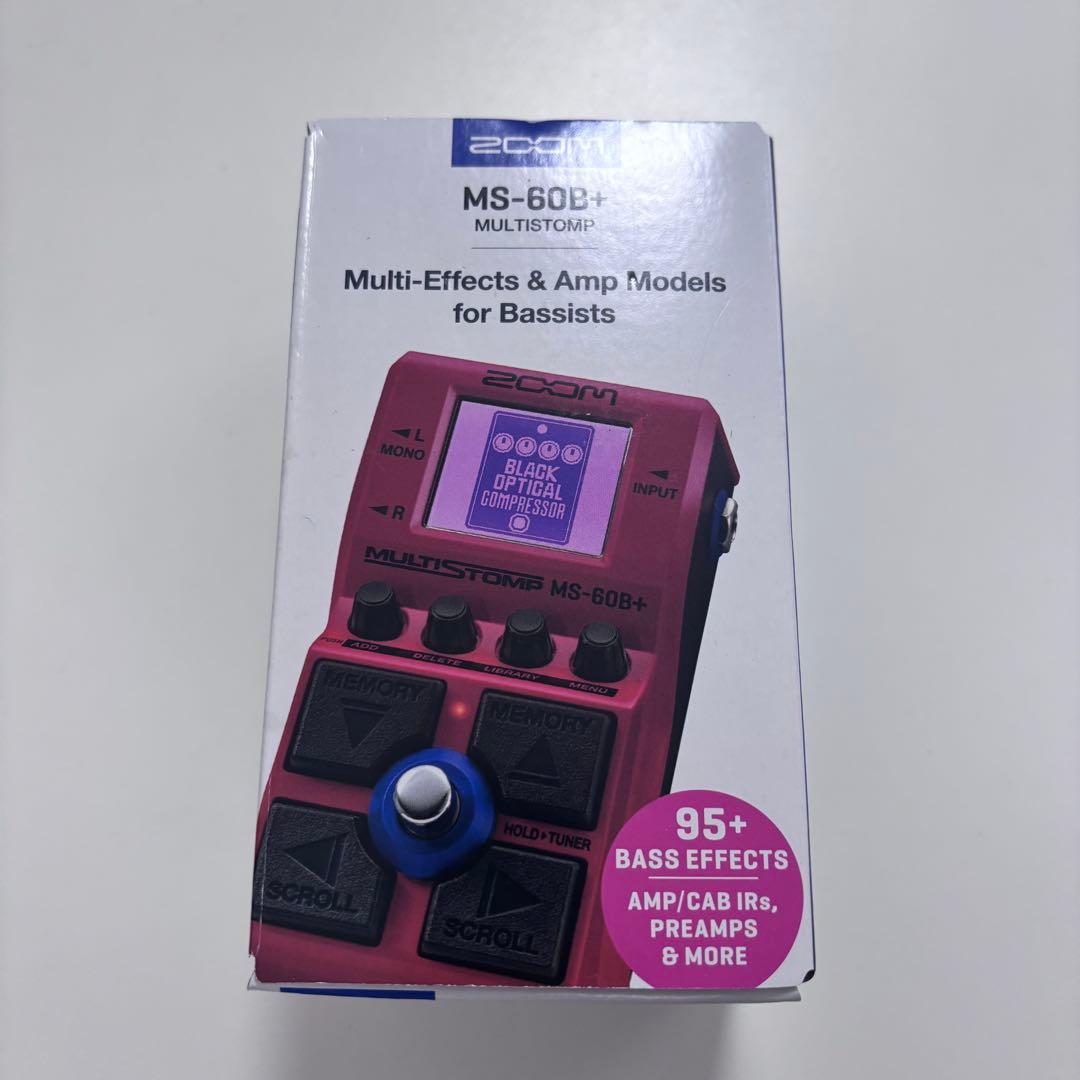 ZOOM
MS-60B+
MULTISTOMP
Multi-Effects & Amp Models
for Bassists
ZOOM
L
MONO
R
INPUT
BLACK
OPTICAL
COMPRESSOR
MULTISTOMP MS-60B+
PUSH ADD DELETE LIBRARY MENU
MEMORY
MEMORY
HOLD▶TUNER
SCROLL
SCROLL
95+
BASS EFFECTS
AMP/CAB IRs,
PREAMPS
& MORE